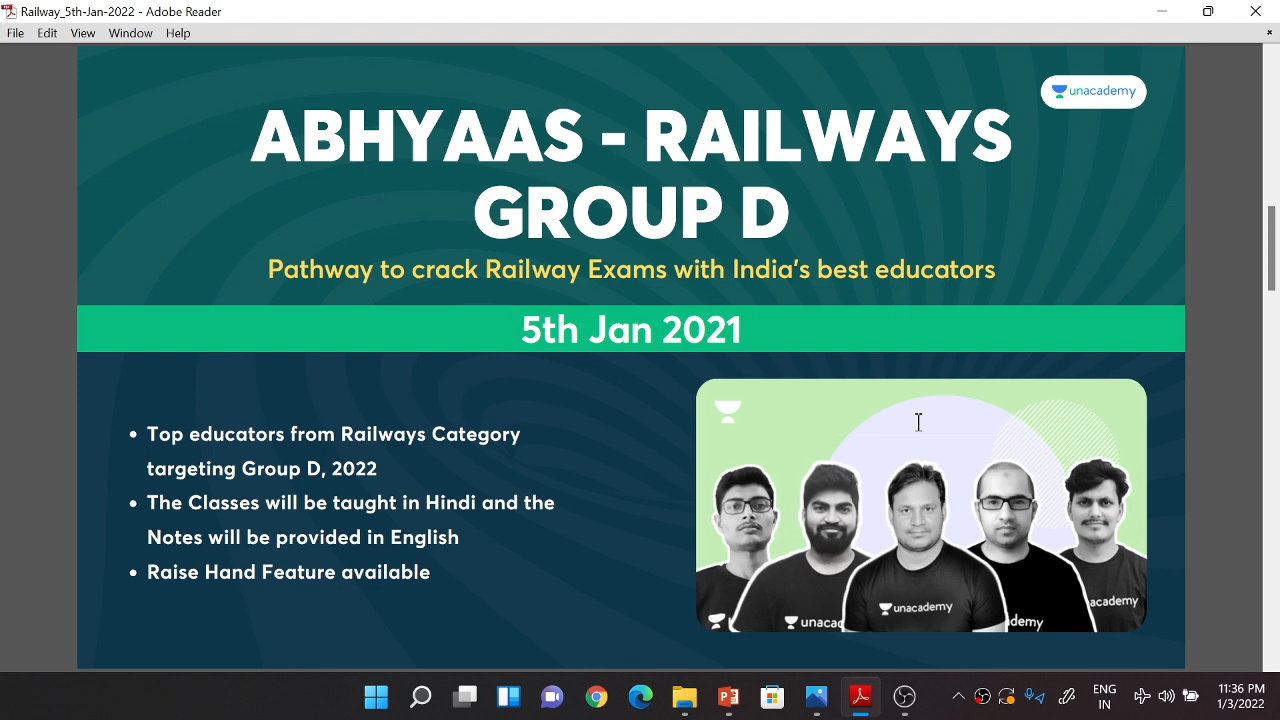 Railway_5th-Jan-2022 - Adobe Reader
File Edit View Window Help
unacademy
ABHYAAS - RAILWAYS
GROUP D
Pathway to crack Railway Exams with India's best educators
5th Jan 2021
• Top educators from Railways Category
targeting Group D, 2022
• The Classes will be taught in Hindi and the
Notes will be provided in English
• Raise Hand Feature available
unacad
unacademy
demy
academy
ENG
IN
11:36 PM
1/3/2022